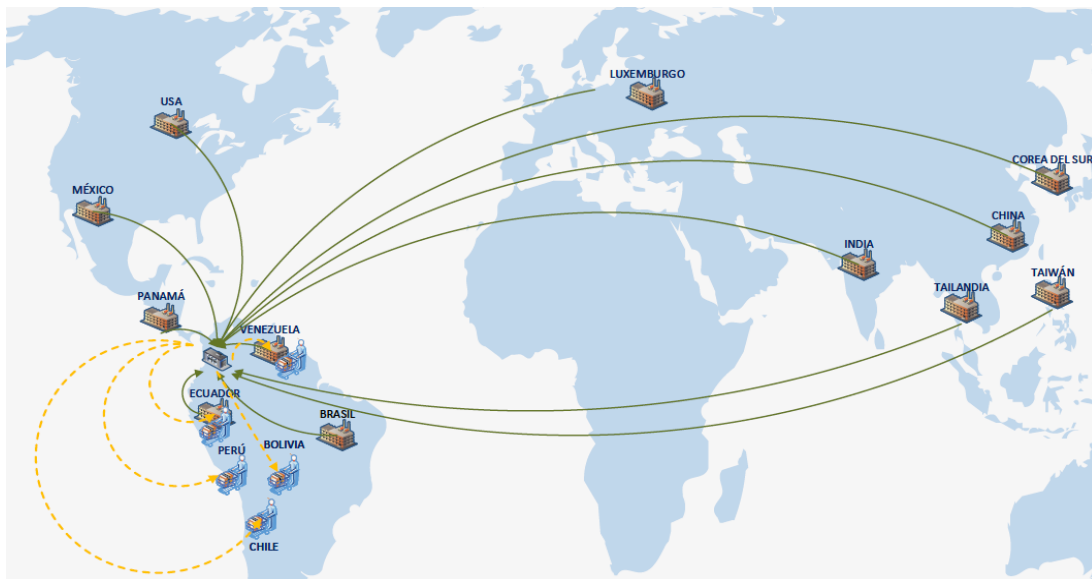 LUXEMBURGO
USA
COREA DEL SUR
MÉXICO
CHINA
INDIA
TAIWÁN
TAILANDIA
PANAMÁ
VENEZUELA
ECUADOR
BRASIL
PERÚ
BOLIVIA
CHILE